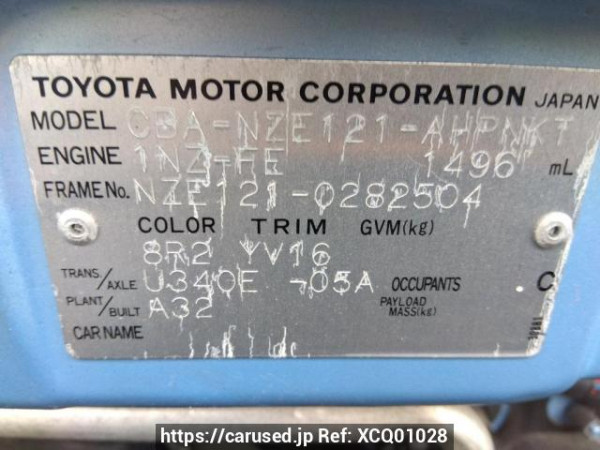 TOYOTA MOTOR CORPORATION JAPAN
MODEL CBA-NZE121-AHPNKT
ENGINE 1NZ-FE 1496 mL
FRAME No. NZE121-0282504
COLOR TRIM GVM(kg)
8R2 YV16
TRANS./AXLE U340E -05A OCCUPANTS
PLANT/BUILT A32 PAYLOAD MASS(kg)
CAR NAME
https://carused.jp Ref: XCQ01028